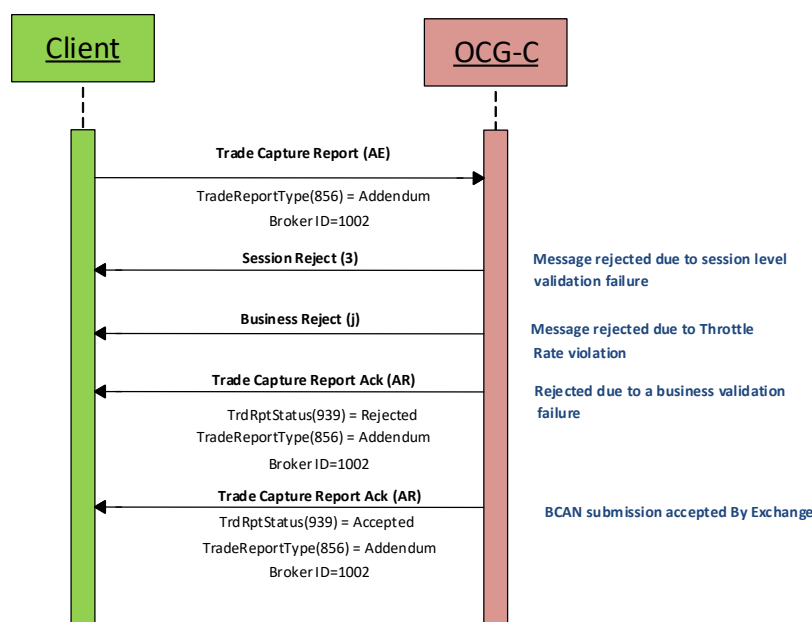 Client
OCG-C
Trade Capture Report (AE)
TradeReportType(856) = Addendum
Broker ID=1002
Session Reject (3)
Message rejected due to session level
validation failure
Business Reject (j)
Message rejected due to Throttle
Rate violation
Trade Capture Report Ack (AR)
Rejected due to a business validation
failure
TrdRptStatus(939) = Rejected
TradeReportType(856) = Addendum
Broker ID=1002
Trade Capture Report Ack (AR)
BCAN submission accepted By Exchange
TrdRptStatus(939) = Accepted
TradeReportType(856) = Addendum
Broker ID=1002